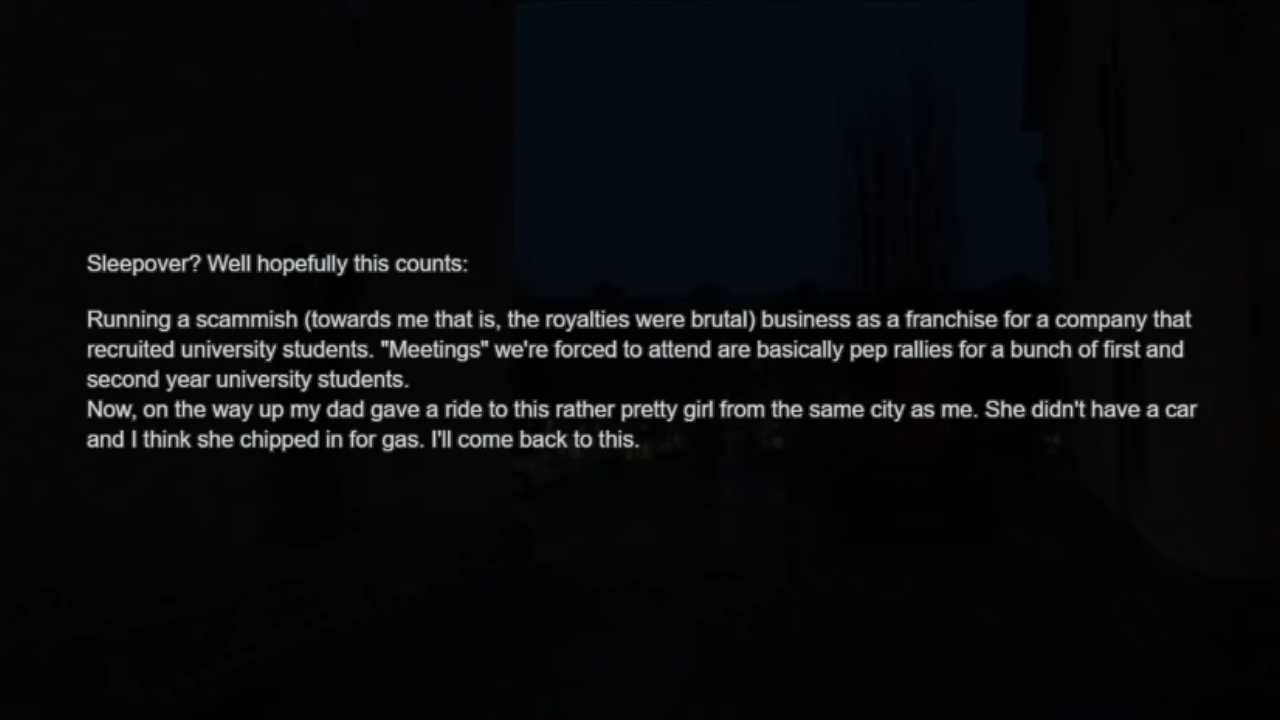 Sleepover? Well hopefully this counts:
Running a scammish (towards me that is, the royalties were brutal) business as a franchise for a company that
recruited university students. "Meetings" we're forced to attend are basically pep rallies for a bunch of first and
second year university students.
Now, on the way up my dad gave a ride to this rather pretty girl from the same city as me. She didn't have a car
and I think she chipped in for gas. I'll come back to this.